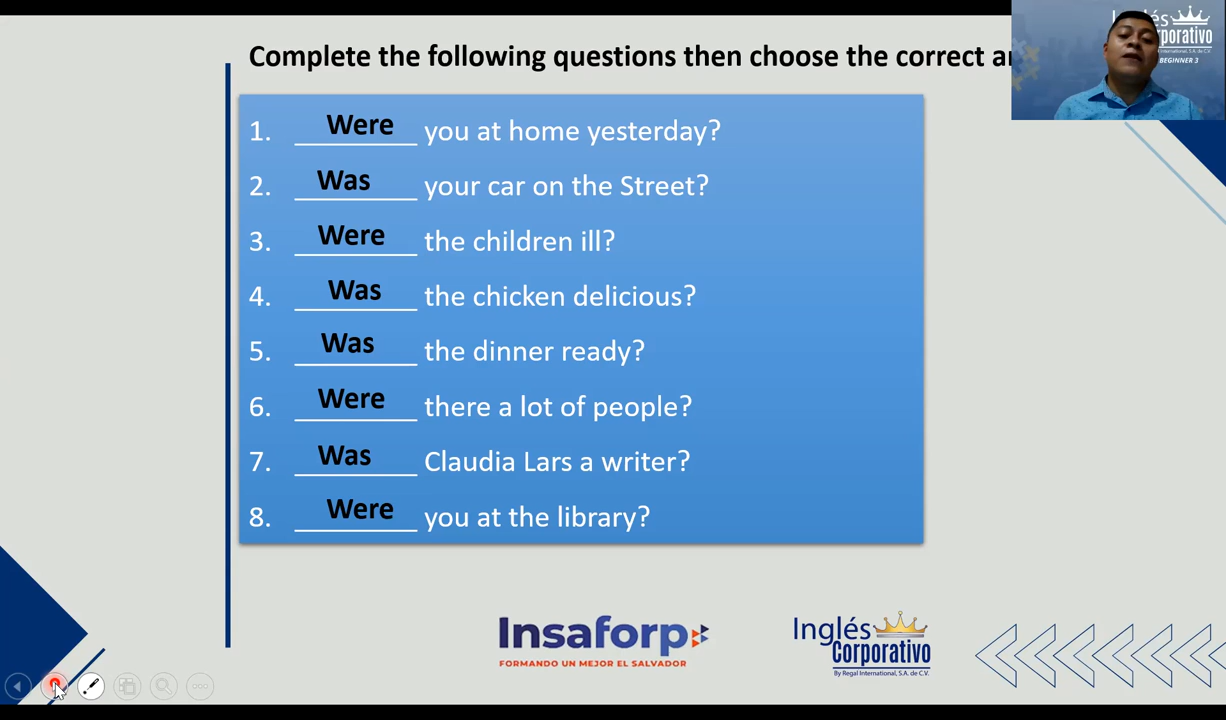 Complete the following questions then choose the correct
1. Were you at home yesterday?
2. Was your car on the Street?
3. Were the children ill?
4. Was the chicken delicious?
5. Was the dinner ready?
6. Were there a lot of people?
7. Was Claudia Lars a writer?
8. Were you at the library?
Inglés
Corporativo
International, S.A. de C.V.
BEGINNER 3
Insaforp
FORMANDO UN MEJOR EL SALVADOR
Inglés
Corporativo
By Regal International, S.A. de C.V.